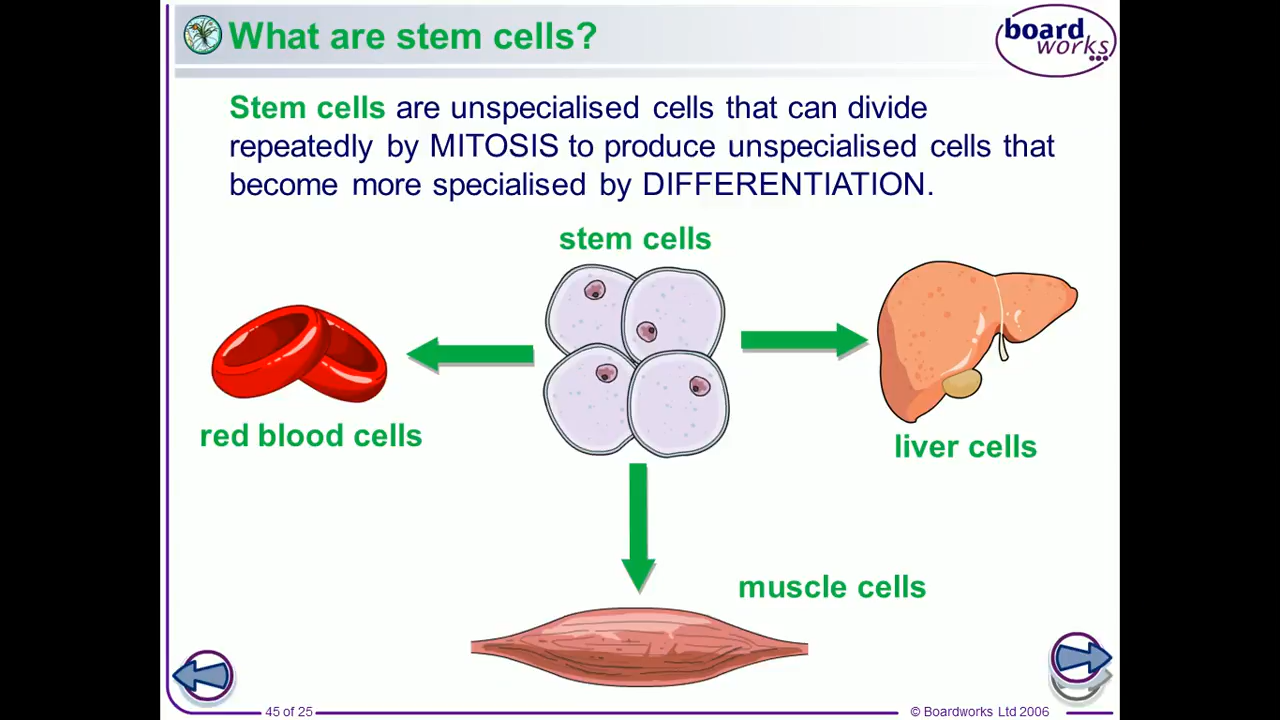 What are stem cells?
board
works
Stem cells are unspecialised cells that can divide
repeatedly by MITOSIS to produce unspecialised cells that
become more specialised by DIFFERENTIATION.
stem cells
red blood cells
liver cells
muscle cells
45 of 25
© Boardworks Ltd 2006